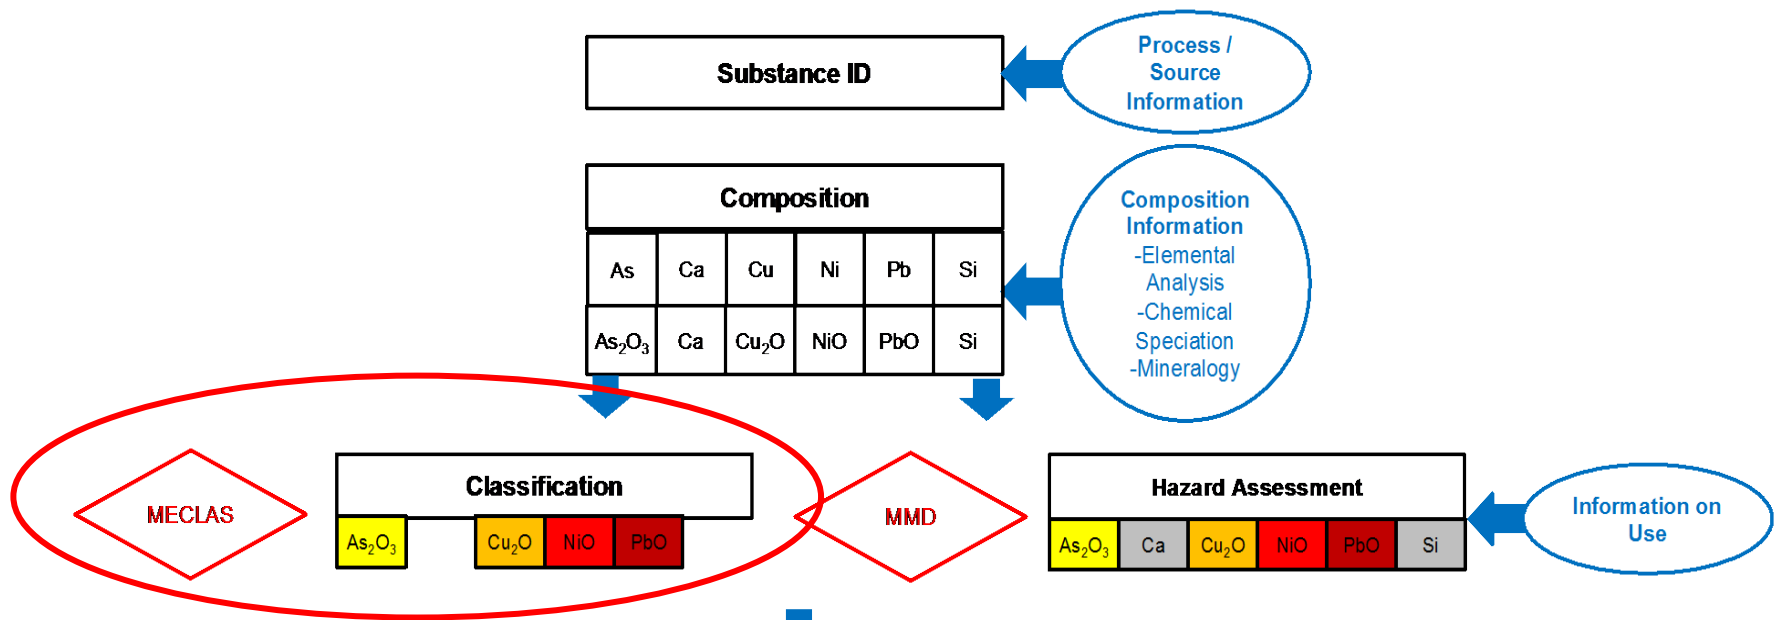 Process /
Source
Information
Substance ID
Composition
Composition
Information
-Elemental
Analysis
-Chemical
Speciation
-Mineralogy
As Ca Cu Ni Pb Si
As₂O₃ Ca Cu₂O NiO PbO Si
MECLAS
Classification
As₂O₃ Cu₂O NiO PbO
MMD
Hazard Assessment
As₂O₃ Ca Cu₂O NiO PbO Si
Information on
Use